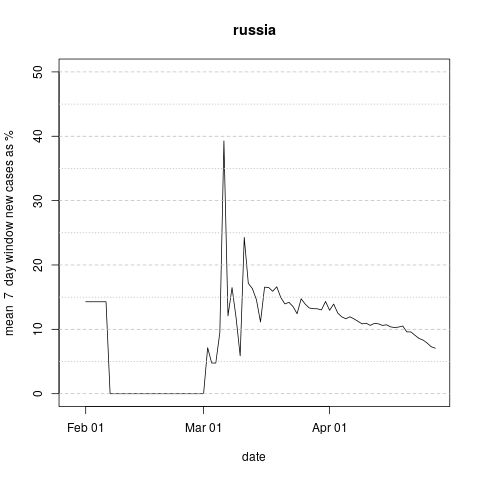 russia
50
40
30
20
10
0
mean 7 day window new cases as %
Feb 01
Mar 01
Apr 01
date